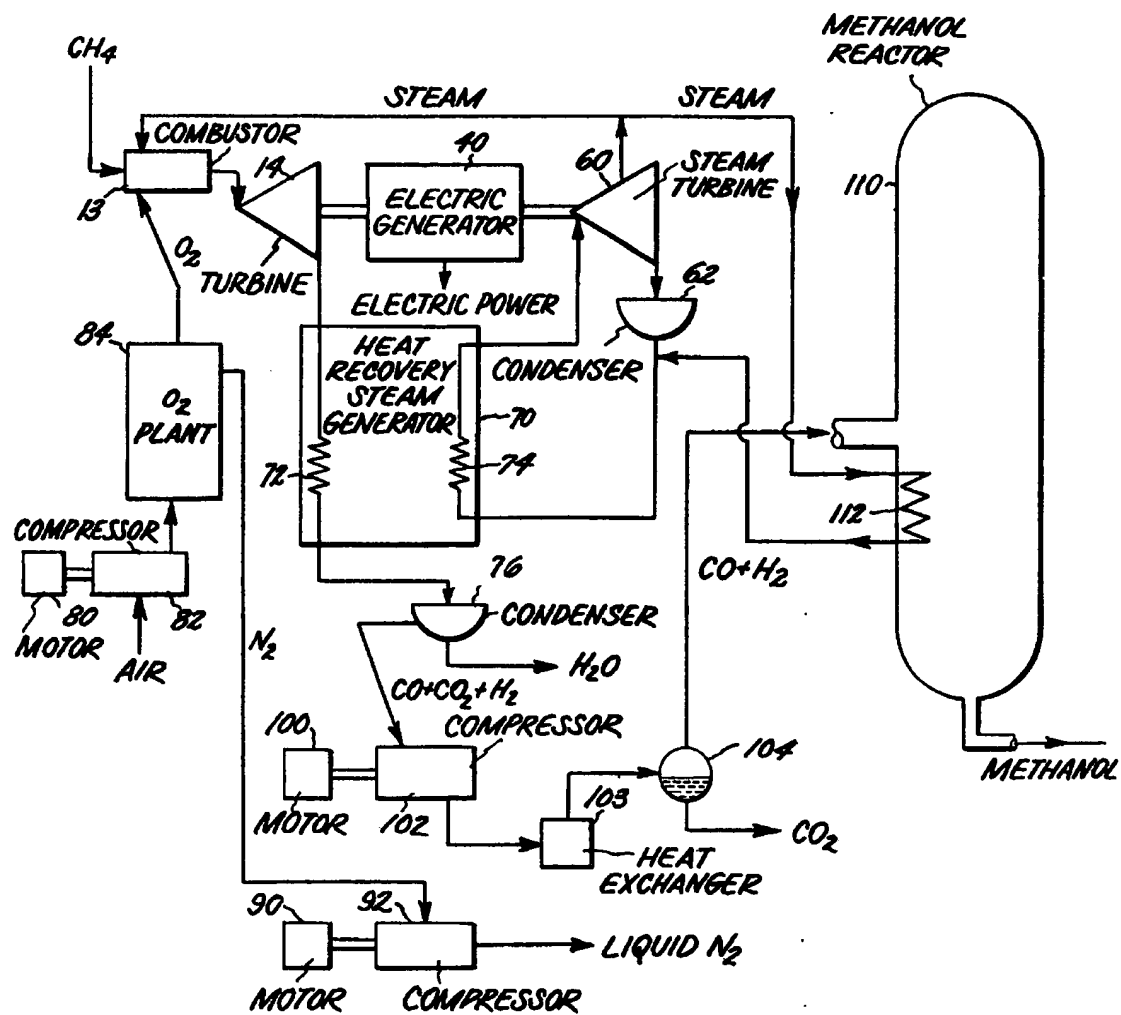 METHANOL
REACTOR
CH4
STEAM
STEAM
COMBUSTOR
13
14
TURBINE
40
ELECTRIC
GENERATOR
ELECTRIC POWER
60
STEAM
TURBINE
110
O2
62
CONDENSER
84
O2
PLANT
HEAT
RECOVERY
STEAM
GENERATOR
70
72
74
112
COMPRESSOR
80
82
MOTOR
AIR
CO+H2
76
CONDENSER
H2O
N2
CO+CO2+H2
COMPRESSOR
100
MOTOR
102
103
104
METHANOL
CO2
HEAT
EXCHANGER
90
92
LIQUID N2
MOTOR
COMPRESSOR